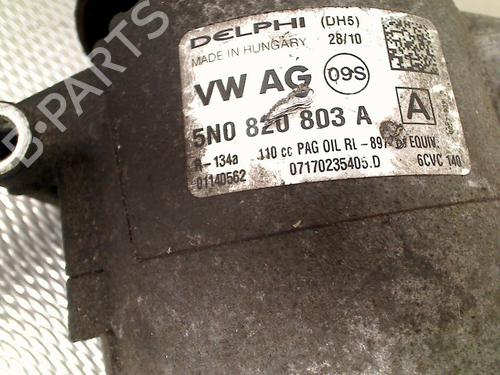 DELPHI (DH5)
MADE IN HUNGARY 28/10
VW AG 09S
5N0 820 803 A A
R-134a 110 cc PAG OIL RL-897 EQUIV.
01140562 07170235405.D 6CVC 140
B-PARTS